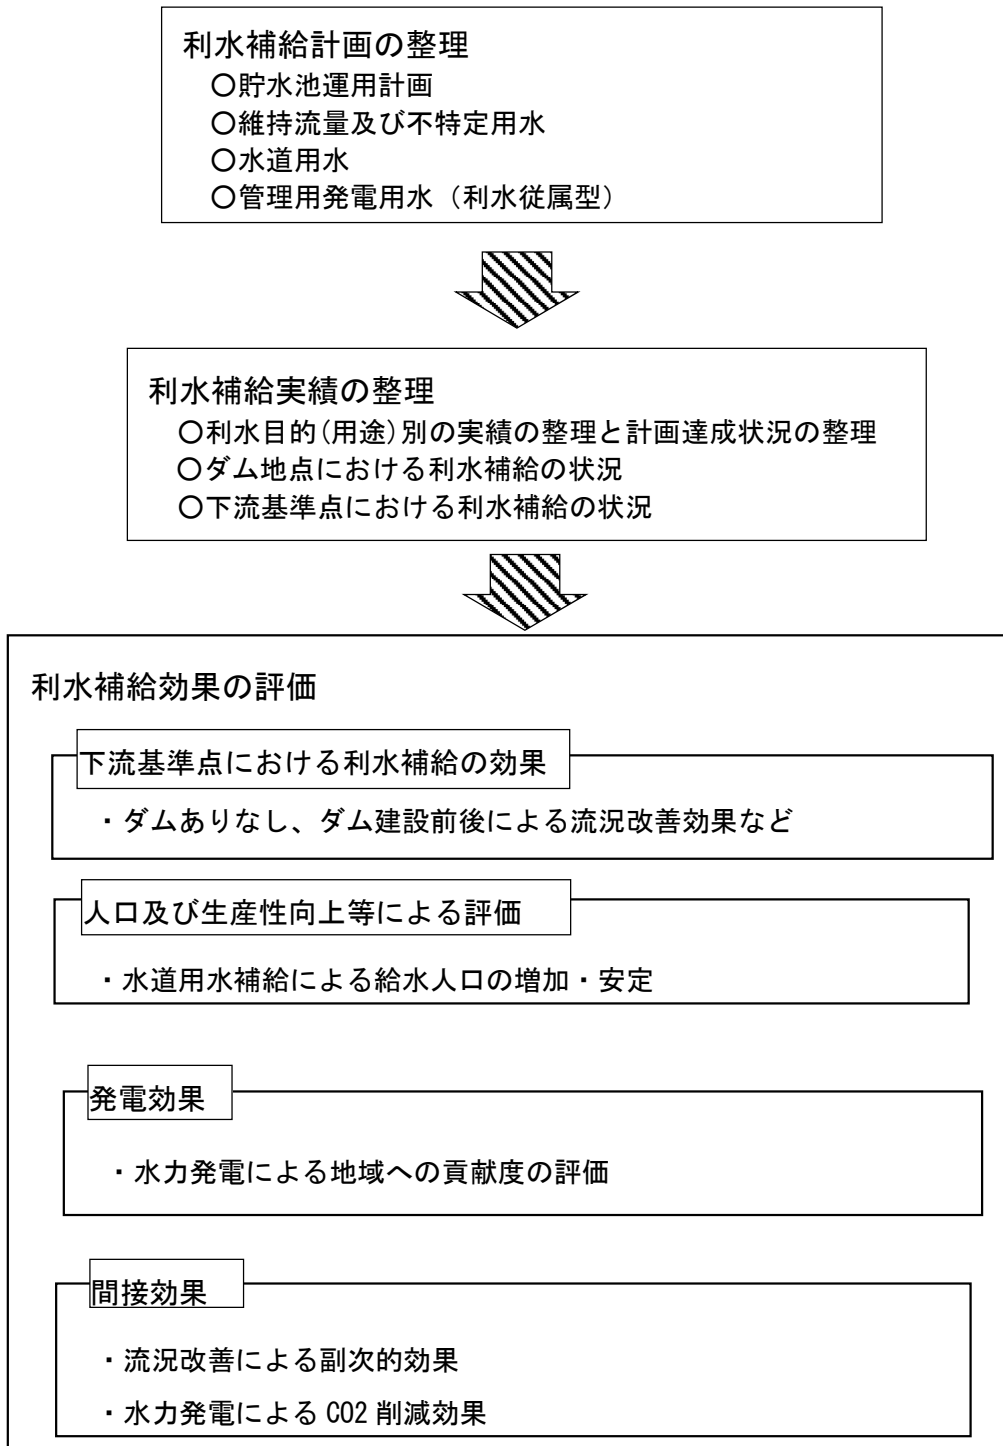 利水補給計画の整理
○貯水池運用計画
○維持流量及び不特定用水
○水道用水
○管理用発電用水（利水従属型）
利水補給実績の整理
○利水目的(用途)別の実績の整理と計画達成状況の整理
○ダム地点における利水補給の状況
○下流基準点における利水補給の状況
利水補給効果の評価
下流基準点における利水補給の効果
・ダムありなし、ダム建設前後による流況改善効果など
人口及び生産性向上等による評価
・水道用水補給による給水人口の増加・安定
発電効果
・水力発電による地域への貢献度の評価
間接効果
・流況改善による副次的効果
・水力発電による CO2 削減効果